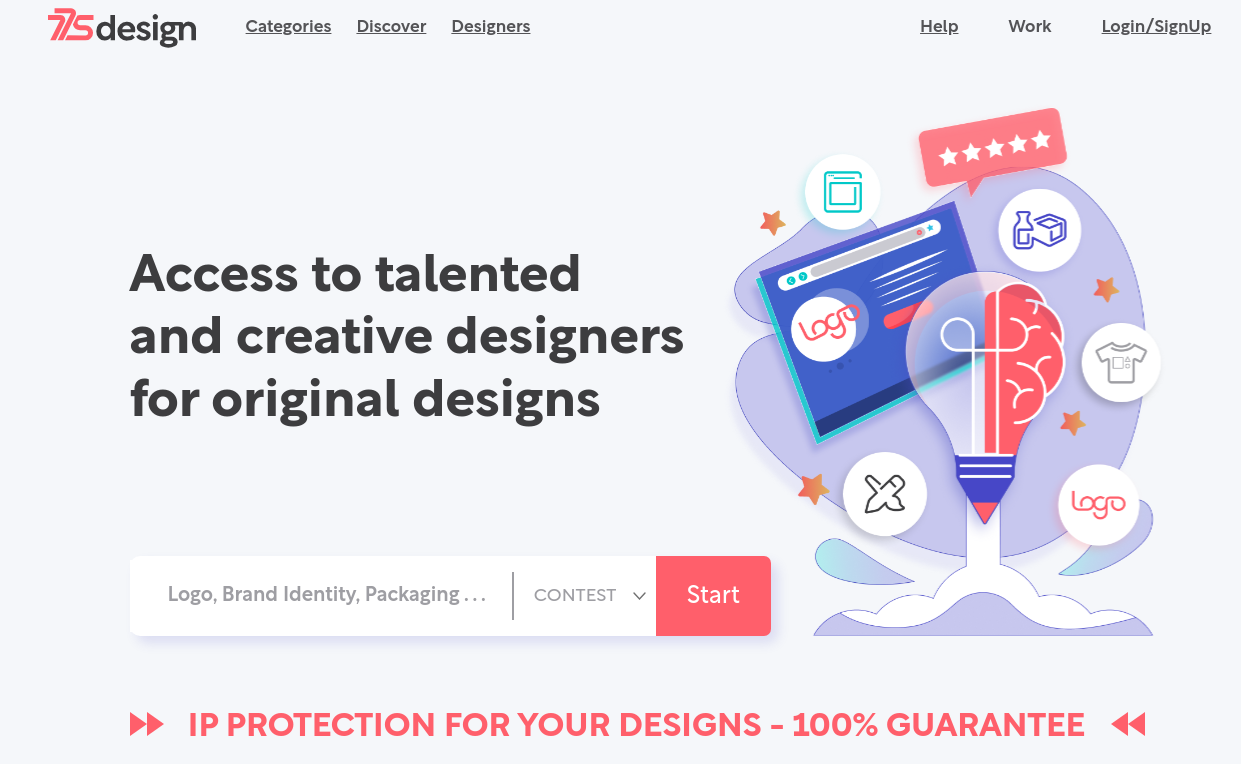 75design
Categories Discover Designers Help Work Login/SignUp
Access to talented
and creative designers
for original designs
Logo
Logo
Logo, Brand Identity, Packaging . . . CONTEST Start
IP PROTECTION FOR YOUR DESIGNS - 100% GUARANTEE